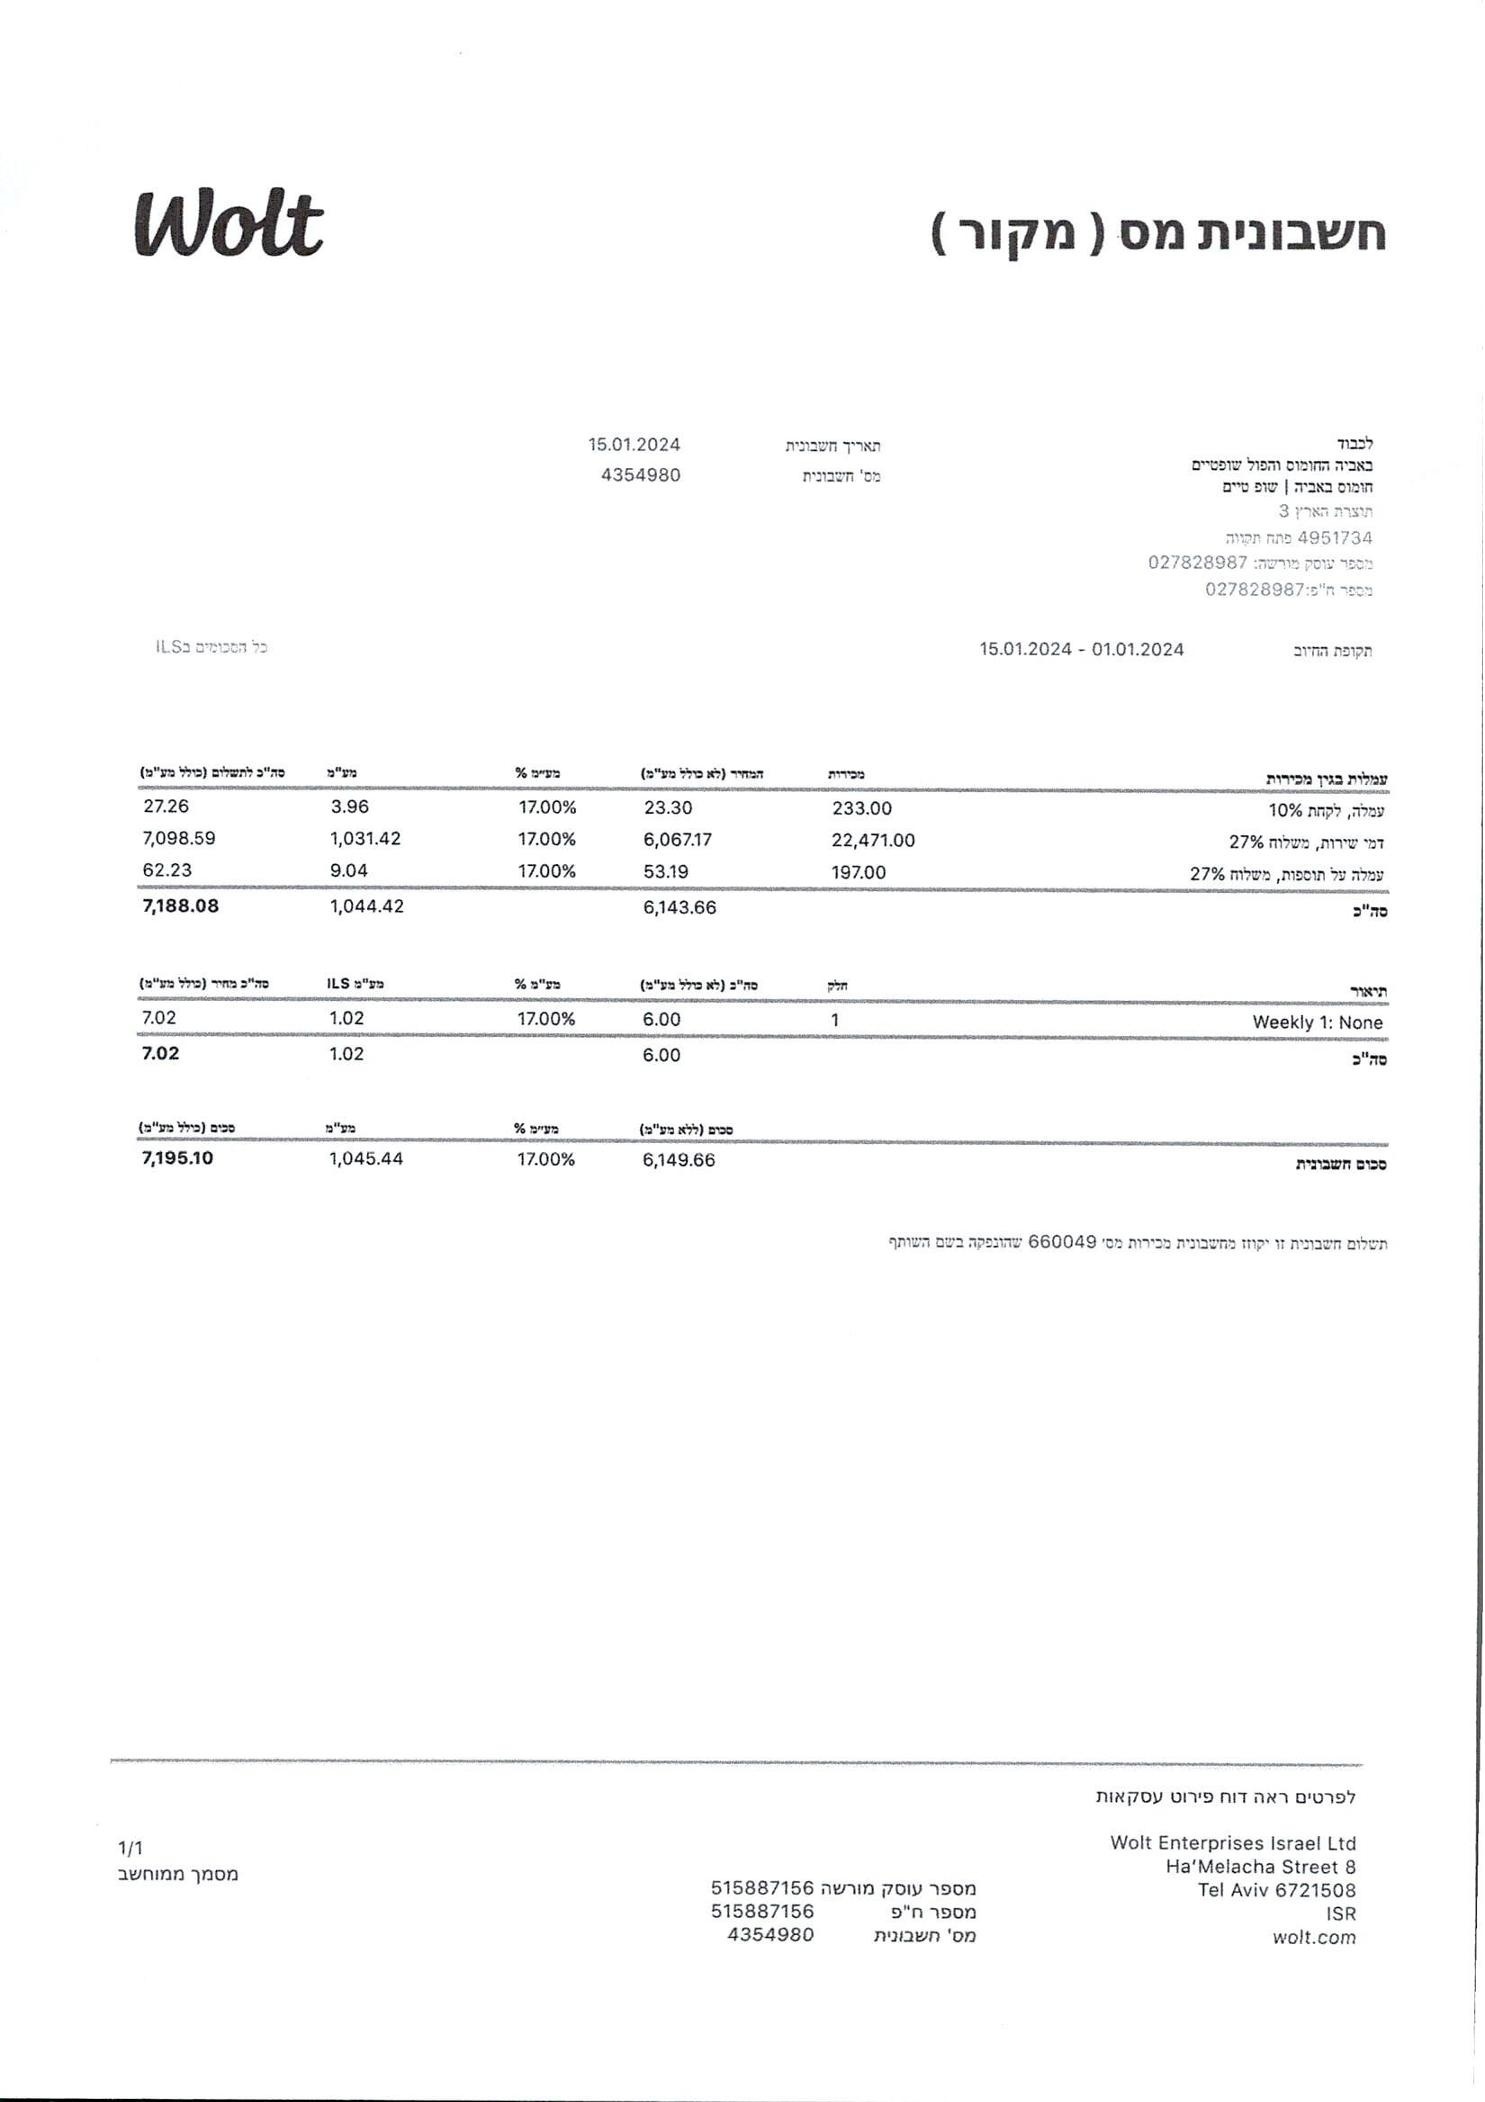 Wolt
חשבונית מס ( מקור )
לכבוד
באביה החומוס והפול שופטיים
חומוס באביה | שופ טיים
תוצרת הארץ 3
4951734 פתח תקווה
מספר עוסק מורשה: 027828987
מספר ח"פ:027828987
תאריך חשבונית 15.01.2024
מס' חשבונית 4354980
תקופת החיוב 01.01.2024 - 15.01.2024
כל הסכומים בILS
עמלות בגין מכירות מכירות המחיר (לא כולל מע"מ) מע"מ % מע"מ סה"כ לתשלום (כולל מע"מ)
עמלה, לקחת 10% 233.00 23.30 17.00% 3.96 27.26
דמי שירות, משלוח 27% 22,471.00 6,067.17 17.00% 1,031.42 7,098.59
עמלה על תוספות, משלוח 27% 197.00 53.19 17.00% 9.04 62.23
סה"כ 6,143.66 1,044.42 7,188.08
תיאור חלק סה"כ (לא כולל מע"מ) מע"מ % מע"מ ILS סה"כ מחיר (כולל מע"מ)
Weekly 1: None 1 6.00 17.00% 1.02 7.02
סה"כ 6.00 1.02 7.02
סכום (ללא מע"מ) מע"מ % מע"מ סכום (כולל מע"מ)
סכום חשבונית 6,149.66 17.00% 1,045.44 7,195.10
תשלום חשבונית זו יקוזז מחשבונית מכירות מס' 660049 שהונפקה בשם השותף
לפרטים ראה דוח פירוט עסקאות
Wolt Enterprises Israel Ltd
Ha'Melacha Street 8
Tel Aviv 6721508
ISR
wolt.com
מספר עוסק מורשה 515887156
מספר ח"פ 515887156
מס' חשבונית 4354980
1/1
מסמך ממוחשב